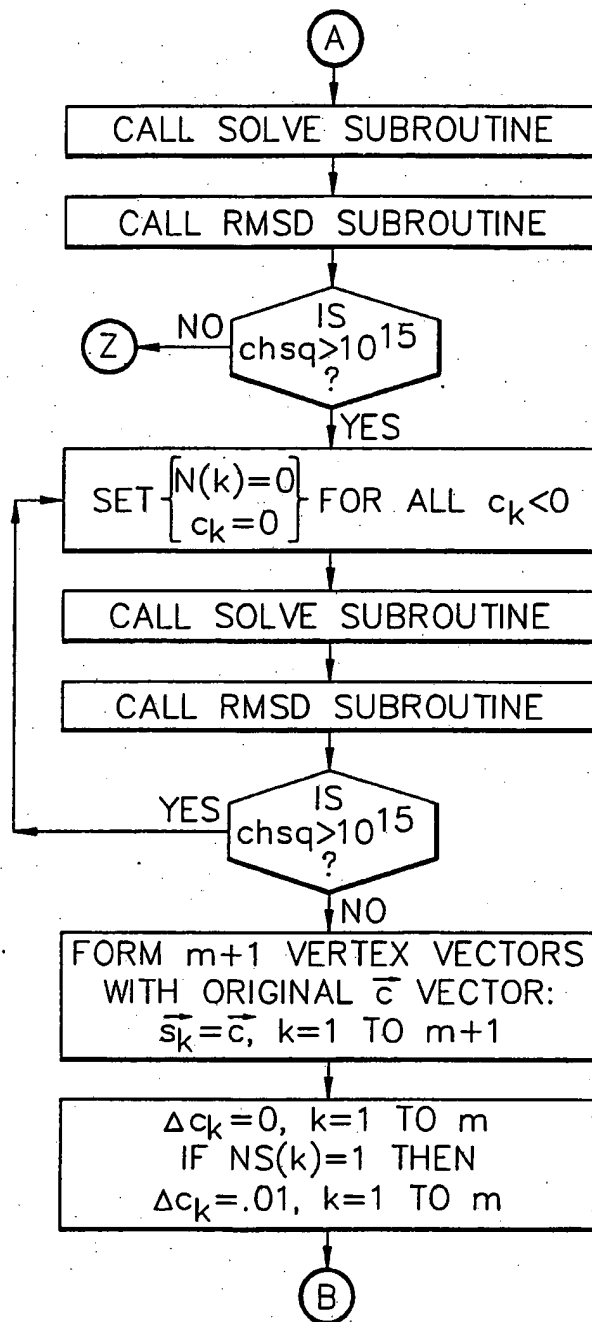 A
CALL SOLVE SUBROUTINE
CALL RMSD SUBROUTINE
IS
chsq>10^15
?
NO
Z
YES
SET {N(k)=0 c_k=0} FOR ALL c_k<0
CALL SOLVE SUBROUTINE
CALL RMSD SUBROUTINE
IS
chsq>10^15
?
YES
NO
FORM m+1 VERTEX VECTORS
WITH ORIGINAL c⃗ VECTOR:
s⃗_k=c⃗, k=1 TO m+1
Δc_k=0, k=1 TO m
IF NS(k)=1 THEN
Δc_k=.01, k=1 TO m
B